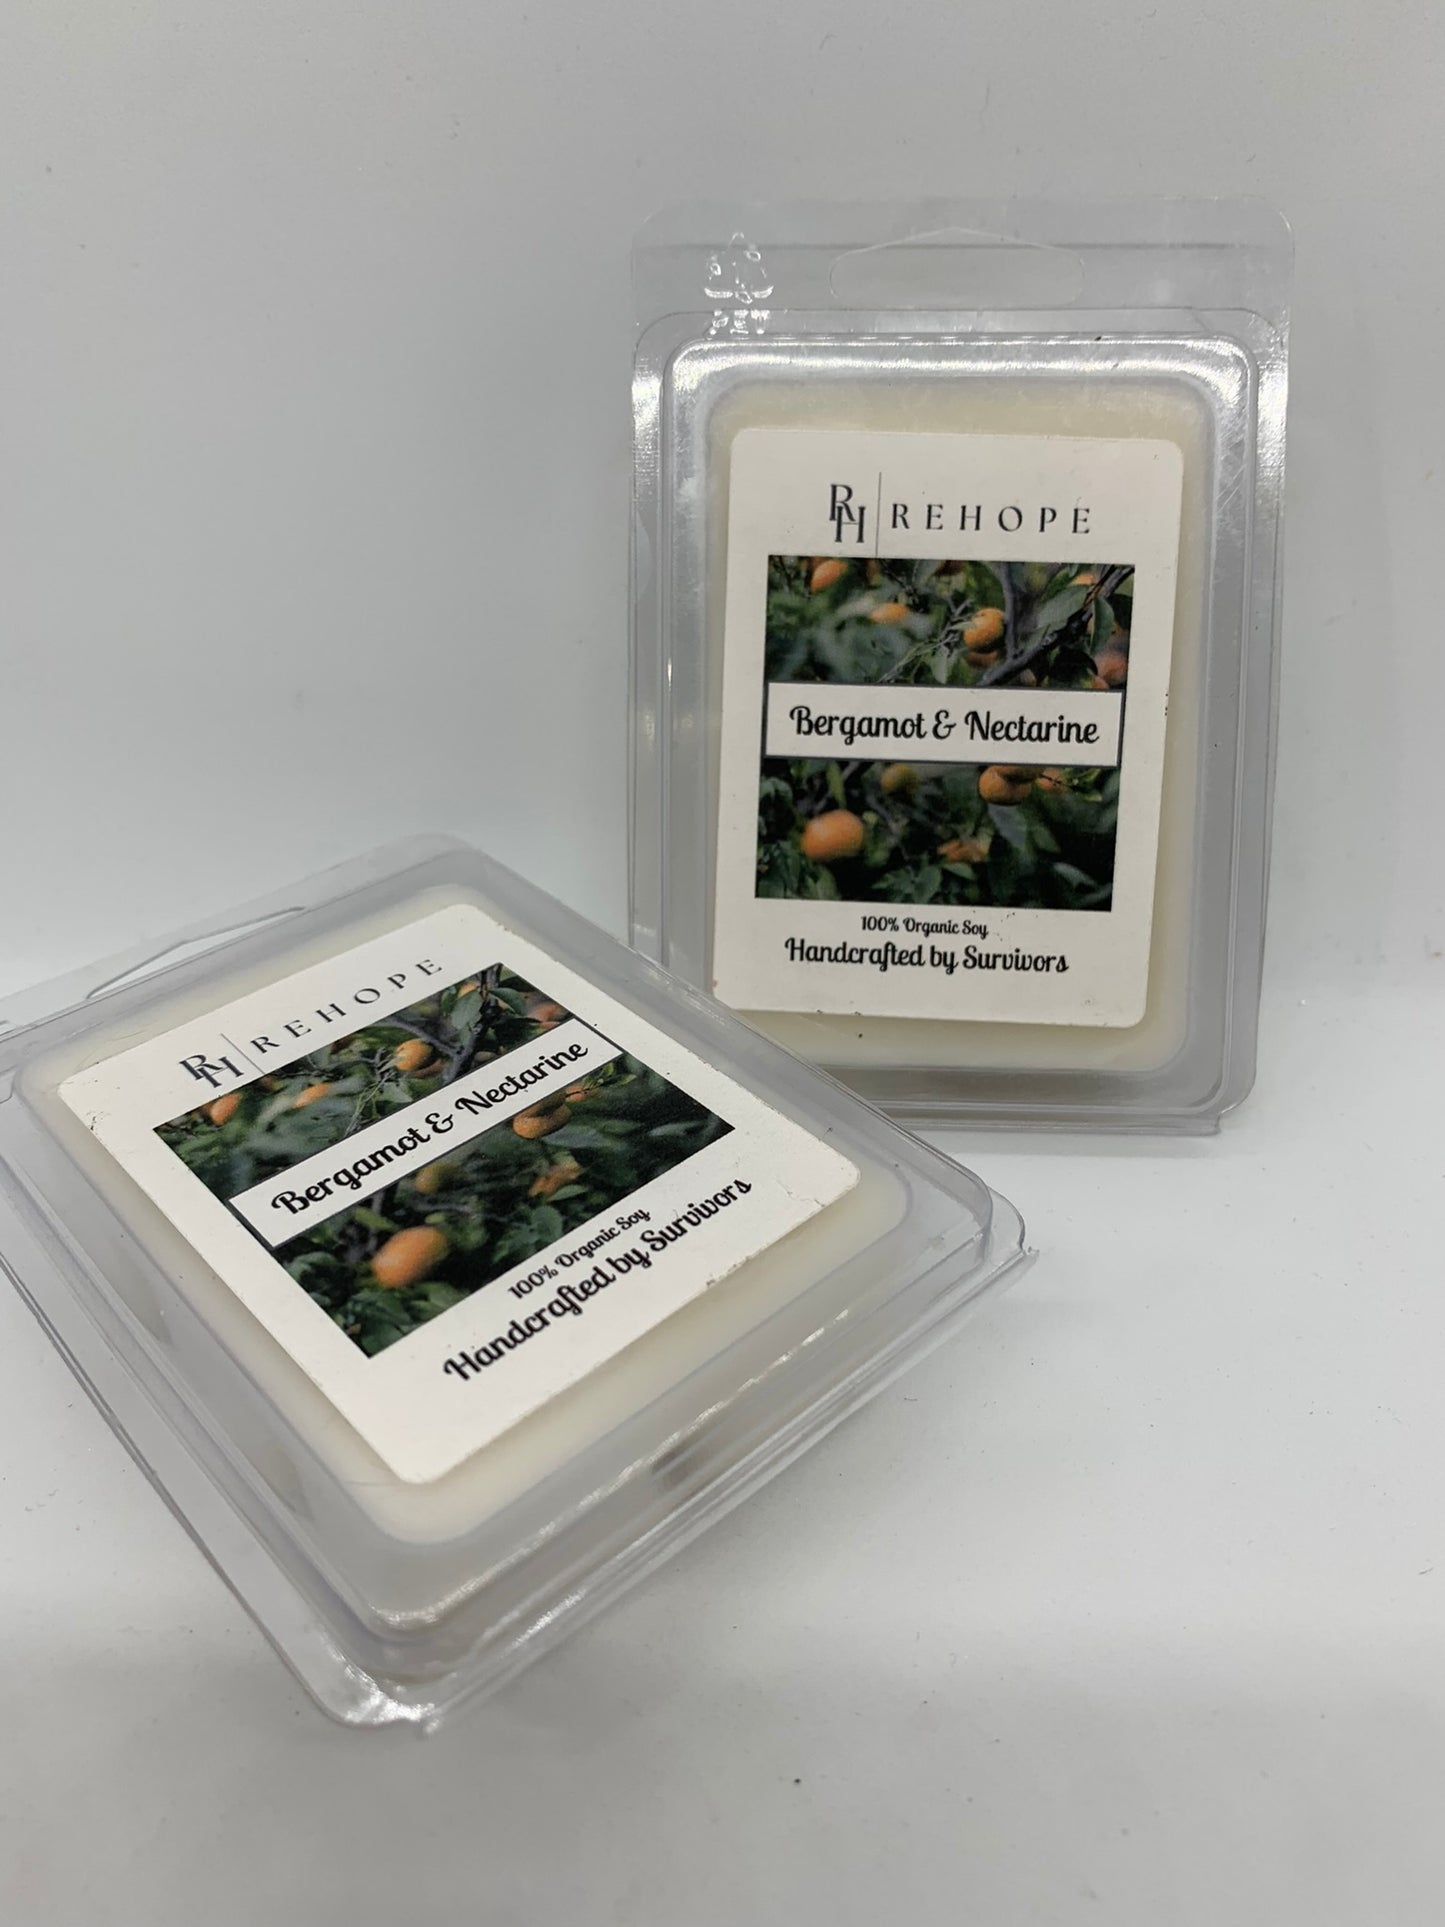 PET
RH REHOPE
Bergamot & Nectarine
100% Organic Soy
Handcrafted by Survivors
RH REHOPE
Bergamot & Nectarine
100% Organic Soy
Handcrafted by Survivors